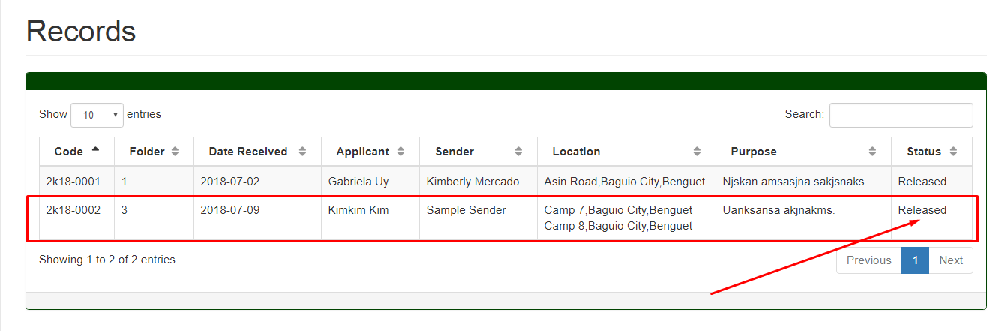 Records
Show 10 entries Search:
Code Folder Date Received Applicant Sender Location Purpose Status
2k18-0001 1 2018-07-02 Gabriela Uy Kimberly Mercado Asin Road,Baguio City,Benguet Njskan amsasjna sakjsnaks. Released
2k18-0002 3 2018-07-09 Kimkim Kim Sample Sender Camp 7,Baguio City,Benguet Uanksansa akjnakms. Released
Camp 8,Baguio City,Benguet
Showing 1 to 2 of 2 entries Previous 1 Next